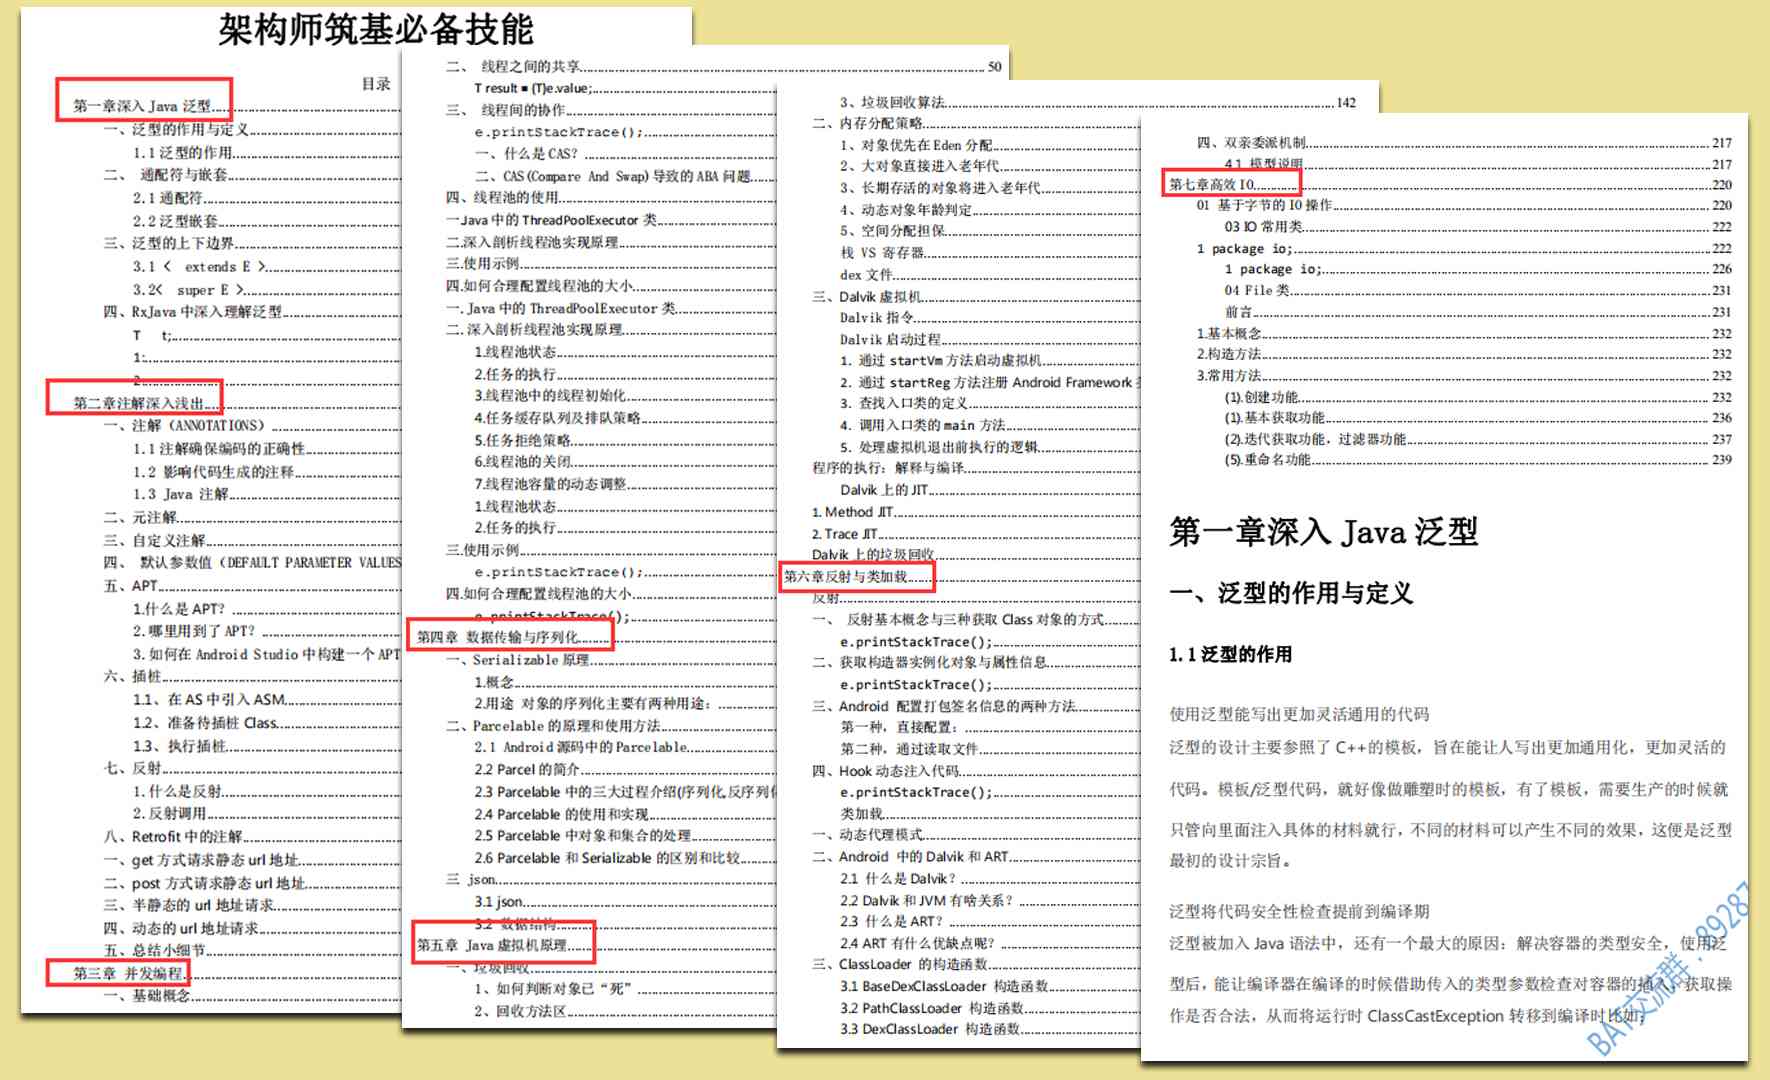 架构师筑基必备技能
目录
第一章深入 Java 泛型
一、泛型的作用与定义
1.1 泛型的作用
二、 通配符与嵌套
2.1 通配符
2.2 泛型嵌套
三、泛型的上下边界
3.1 < extends E >
3.2< super E >
四、RxJava 中深入理解泛型
T t;
1:
2
第二章注解深入浅出
一、注解（ANNOTATIONS）
1.1 注解确保编码的正确性
1.2 影响代码生成的注释
1.3 Java 注解
二、元注解
三、自定义注解
四、 默认参数值（DEFAULT PARAMETER VALUES
五、APT
1.什么是 APT？
2.哪里用到了 APT？
3.如何在 Android Studio 中构建一个 APT
六、插桩
1.1、在 AS 中引入 ASM
1.2、准备待插桩 Class
1.3、执行插桩
七、反射
1.什么是反射
2.反射调用
八、Retrofit 中的注解
一、get 方式请求静态 url 地址
二、post 方式请求静态 url 地址
三、半静态的 url 地址请求
四、动态的 url 地址请求
五、总结小细节
第三章 并发编程
一、基础概念
二、 线程之间的共享 50
T result = (T)e.value;
三、 线程间的协作
e.printStackTrace();
一、什么是 CAS？
二、CAS(Compare And Swap)导致的 ABA 问题
四、线程池的使用
一 Java 中的 ThreadPoolExecutor 类
二.深入剖析线程池实现原理
三.使用示例
四.如何合理配置线程池的大小
一. Java 中的 ThreadPoolExecutor 类
二. 深入剖析线程池实现原理
1.线程池状态
2.任务的执行
3.线程池中的线程初始化
4.任务缓存队列及排队策略
5.任务拒绝策略
6.线程池的关闭
7.线程池容量的动态调整
1.线程池状态
2.任务的执行
三.使用示例
e.printStackTrace();
四.如何合理配置线程池的大小
e.printStackTrace();
第四章 数据传输与序列化
一、Serializable 原理
1.概念
2.用途 对象的序列化主要有两种用途：
二、Parcelable 的原理和使用方法
2.1 Android 源码中的 Parcelable
2.2 Parcel 的简介
2.3 Parcelable 中的三大过程介绍(序列化,反序列化
2.4 Parcelable 的使用和实现
2.5 Parcelable 中对象和集合的处理
2.6 Parcelable 和 Serializable 的区别和比较
三 json
3.1 json
3.2 数据结构
第五章 Java 虚拟机原理
一、垃圾回收
1、如何判断对象已“死”
2、回收方法区
3、垃圾回收算法 142
二、内存分配策略
1、对象优先在 Eden 分配
2、大对象直接进入老年代
3、长期存活的对象将进入老年代
4、动态对象年龄判定
5、空间分配担保
栈 VS 寄存器
dex 文件
三、Dalvik 虚拟机
Dalvik 指令
Dalvik 启动过程
1. 通过 startVm 方法启动虚拟机
2. 通过 startReg 方法注册 Android Framework
3. 查找入口类的定义
4. 调用入口类的 main 方法
5. 处理虚拟机退出前执行的逻辑
程序的执行：解释与编译
Dalvik 上的 JIT
1. Method JIT
2. Trace JIT
Dalvik 上的垃圾回收
第六章反射与类加载
反射
一、 反射基本概念与三种获取 Class 对象的方式
e.printStackTrace();
二、获取构造器实例化对象与属性信息
e.printStackTrace();
三、Android 配置打包签名信息的两种方法
第一种，直接配置：
第二种，通过读取文件
四、Hook 动态注入代码
e.printStackTrace();
类加载
一、动态代理模式
二、Android 中的 Dalvik 和 ART
2.1 什么是 Dalvik？
2.2 Dalvik 和 JVM 有啥关系？
2.3 什么是 ART？
2.4 ART 有什么优缺点呢？
三、ClassLoader 的构造函数
3.1 BaseDexClassLoader 构造函数
3.2 PathClassLoader 构造函数
3.3 DexClassLoader 构造函数
四、双亲委派机制 217
4.1 模型说明 217
第七章高效 IO 220
01 基于字节的 IO 操作 220
03 IO 常用类 222
1 package io; 222
1 package io; 226
04 File 类 231
前言 231
1.基本概念 232
2.构造方法 232
3.常用方法 232
(1).创建功能 232
(1).基本获取功能 236
(2).迭代获取功能，过滤器功能 237
(5).重命名功能 239
第一章深入 Java 泛型
一、泛型的作用与定义
1.1 泛型的作用
使用泛型能写出更加灵活通用的代码
泛型的设计主要参照了 C++的模板，旨在能让人写出更加通用化，更加灵活的
代码。模板/泛型代码，就好像做雕塑时的模板，有了模板，需要生产的时候就
只管向里面注入具体的材料就行，不同的材料可以产生不同的效果，这便是泛型
最初的设计宗旨。
泛型将代码安全性检查提前到编译期
泛型被加入 Java 语法中，还有一个最大的原因：解决容器的类型安全，使用泛
型后，能让编译器在编译的时候借助传入的类型参数检查对容器的插入，获取操
作是否合法，从而将运行时 ClassCastException 转移到编译时比如：
BAT交流群：89287